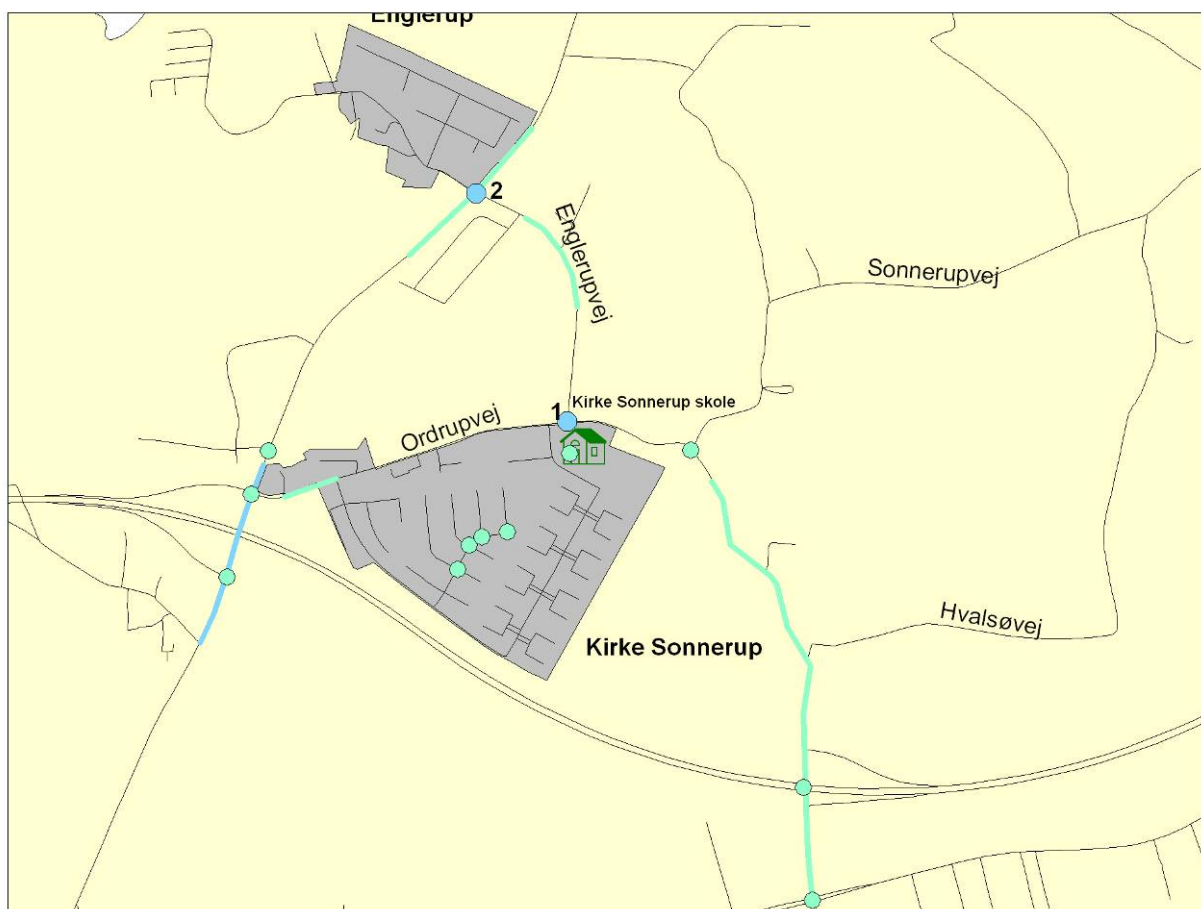 Englerup
2
Englerupvej
Sonnerupvej
1
Kirke Sonnerup skole
Ordrupvej
Hvalsøvej
Kirke Sonnerup